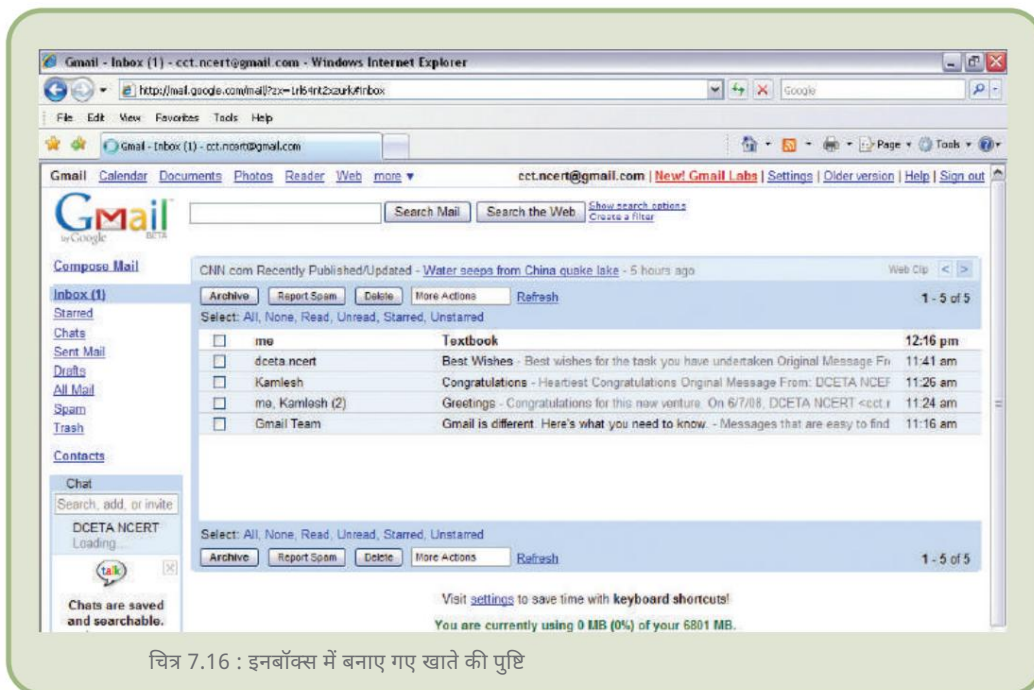 Gmail - Inbox (1) - cct.ncert@gmail.com - Windows Internet Explorer
Google
File Edit View Favorites Tools Help
Gmail - Inbox (1) - cct.ncert@gmail.com
Page Tools
Gmail Calendar Documents Photos Reader Web more ▼ cct.ncert@gmail.com | New! Gmail Labs | Settings | Older version | Help | Sign out
Gmail by Google BETA
Search Mail Search the Web Show search options
Create a filter
Compose Mail
CNN.com Recently Published/Updated - Water seeps from China quake lake - 5 hours ago Web Clip < >
Inbox (1)
Starred
Chats
Sent Mail
Drafts
All Mail
Spam
Trash
Contacts
Archive Report Spam Delete More Actions Refresh 1 - 5 of 5
Select: All, None, Read, Unread, Starred, Unstarred
me Textbook 12:16 pm
dceta.ncert Best Wishes - Best wishes for the task you have undertaken Original Message Fr 11:41 am
Kamlesh Congratulations - Heartiest Congratulations Original Message From: DCETA NCEF 11:26 am
me, Kamlesh (2) Greetings - Congratulations for this new venture. On 6/7/08, DCETA NCERT <cct.r 11:24 am
Gmail Team Gmail is different. Here's what you need to know. - Messages that are easy to find 11:16 am
Chat
Search, add, or invite
DCETA NCERT
Loading...
talk
Chats are saved
and searchable.
Select: All, None, Read, Unread, Starred, Unstarred
Archive Report Spam Delete More Actions Refresh 1 - 5 of 5
Visit settings to save time with keyboard shortcuts!
You are currently using 0 MB (0%) of your 6801 MB.
चित्र 7.16 : इनबॉक्स में बनाए गए खाते की पुष्टि